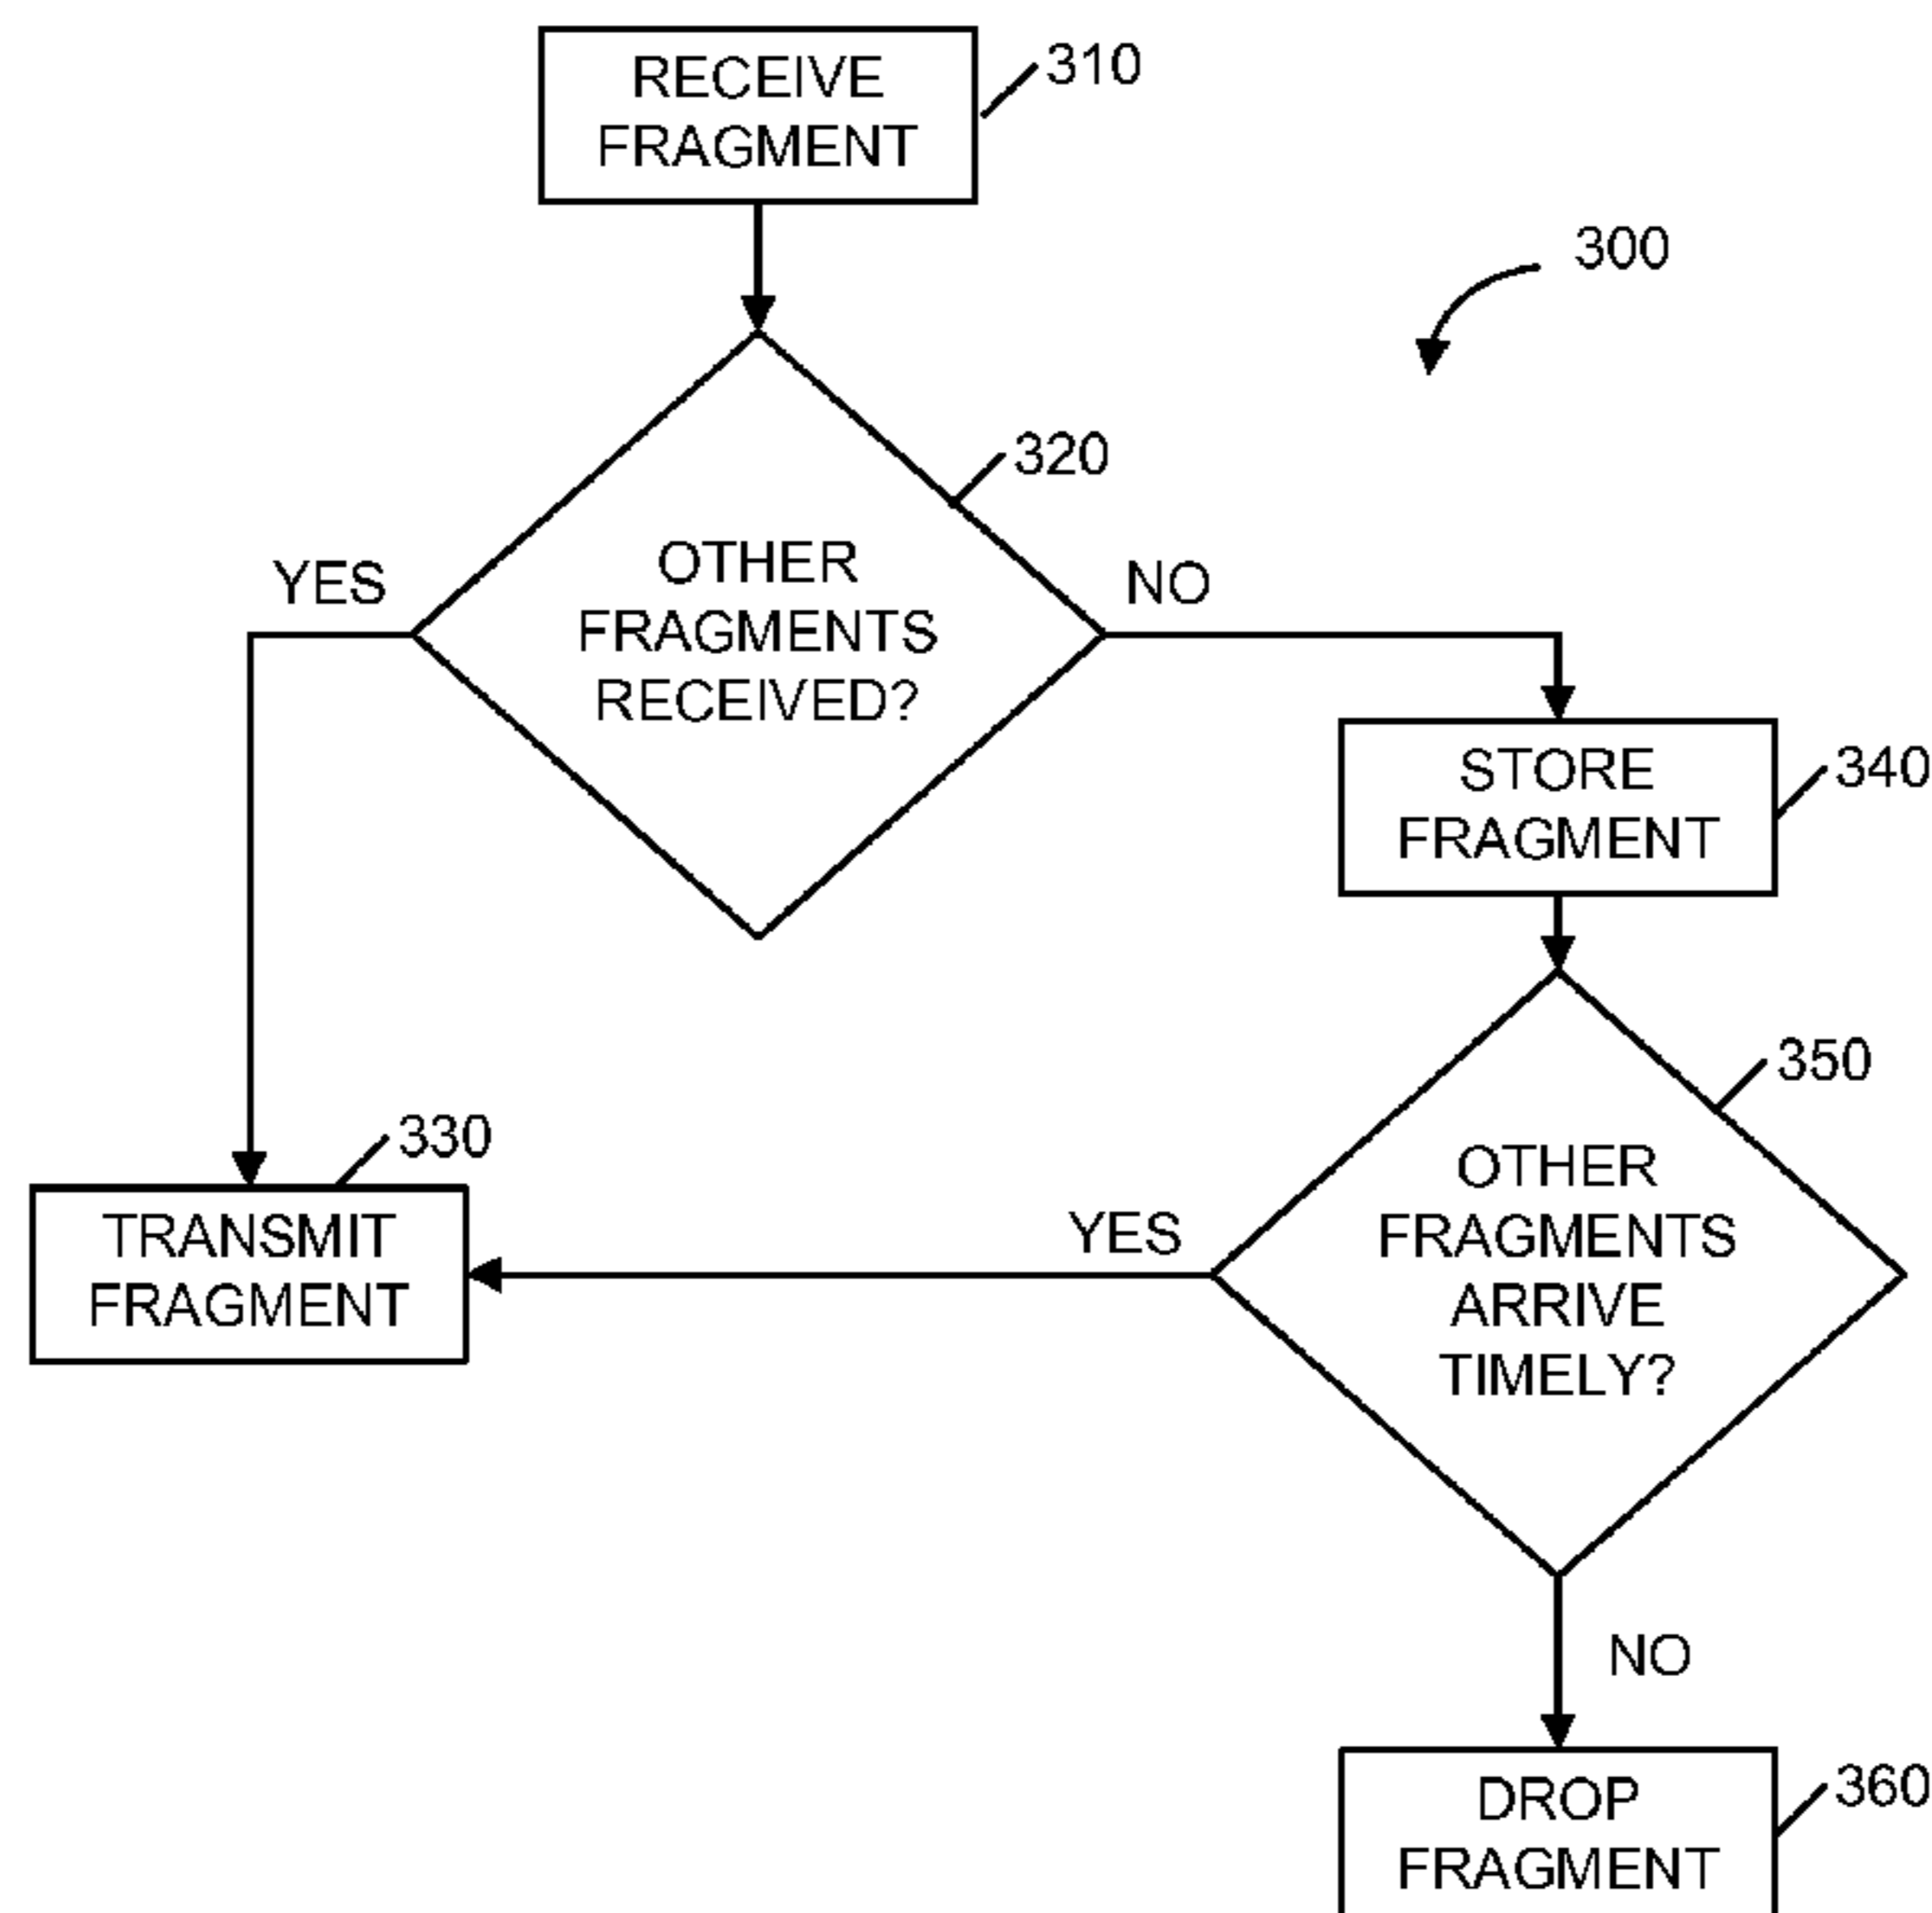 RECEIVE
FRAGMENT
310
300
320
OTHER
FRAGMENTS
RECEIVED?
YES
NO
STORE
FRAGMENT
340
350
330
TRANSMIT
FRAGMENT
YES
OTHER
FRAGMENTS
ARRIVE
TIMELY?
NO
DROP
FRAGMENT
360